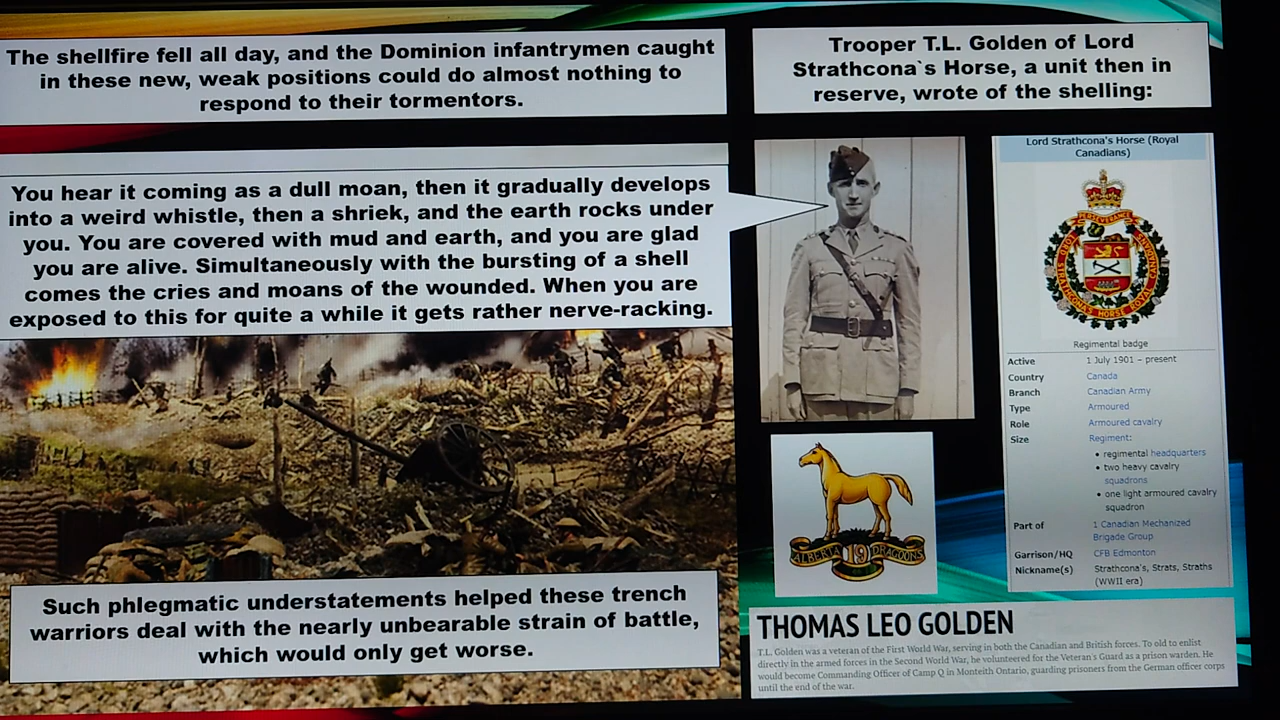 The shellfire fell all day, and the Dominion infantrymen caught
in these new, weak positions could do almost nothing to
respond to their tormentors.
Trooper T.L. Golden of Lord
Strathcona`s Horse, a unit then in
reserve, wrote of the shelling:
You hear it coming as a dull moan, then it gradually develops
into a weird whistle, then a shriek, and the earth rocks under
you. You are covered with mud and earth, and you are glad
you are alive. Simultaneously with the bursting of a shell
comes the cries and moans of the wounded. When you are
exposed to this for quite a while it gets rather nerve-racking.
Such phlegmatic understatements helped these trench
warriors deal with the nearly unbearable strain of battle,
which would only get worse.
Lord Strathcona's Horse (Royal
Canadians)
PERSEVERANCE
LORD STRATHCONA'S HORSE ROYAL CANADIANS
Regimental badge
Active 1 July 1901 – present
Country Canada
Branch Canadian Army
Type Armoured
Role Armoured cavalry
Size Regiment:
• regimental headquarters
• two heavy cavalry
squadrons
• one light armoured cavalry
squadron
Part of 1 Canadian Mechanized
Brigade Group
Garrison/HQ CFB Edmonton
Nickname(s) Strathcona's, Strats, Straths
(WWII era)
ALBERTA 19 DRAGOONS
THOMAS LEO GOLDEN
T.L. Golden was a veteran of the First World War, serving in both the Canadian and British forces. To old to enlist
directly in the armed forces in the Second World War, he volunteered for the Veteran's Guard as a prison warden. He
would become Commanding Officer of Camp Q in Monteith Ontario, guarding prisoners from the German officer corps
until the end of the war.